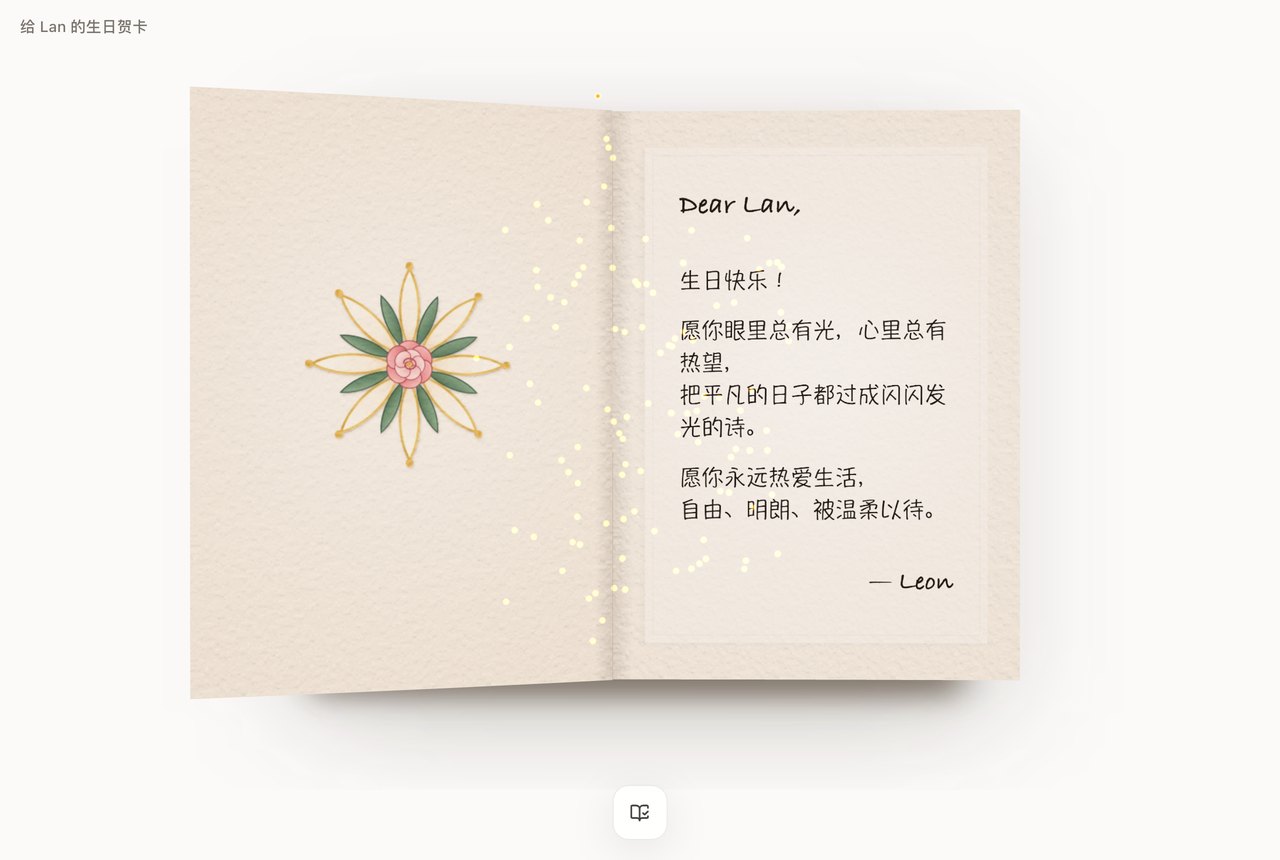 给 Lan 的生日贺卡
Dear Lan,
生日快乐！
愿你眼里总有光，心里总有
热望，
把平凡的日子都过成闪闪发
光的诗。
愿你永远热爱生活，
自由、明朗、被温柔以待。
— Leon